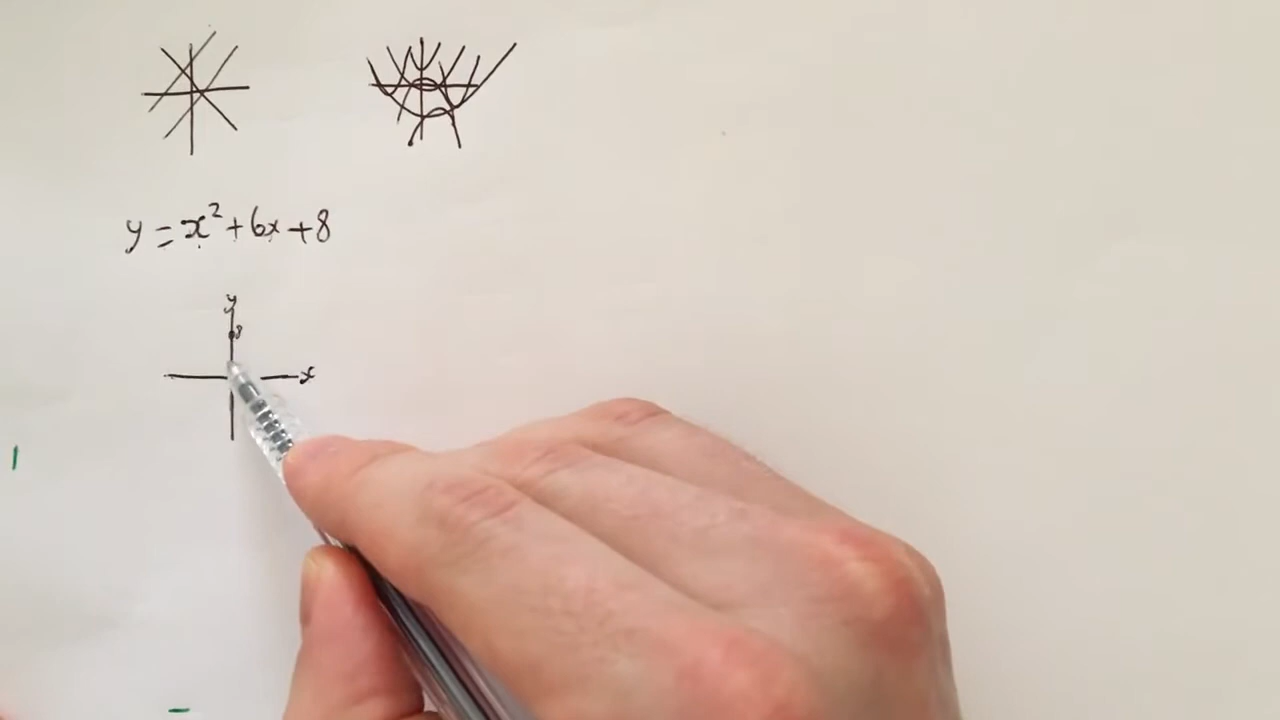 y = x² + 6x + 8
y
8
x